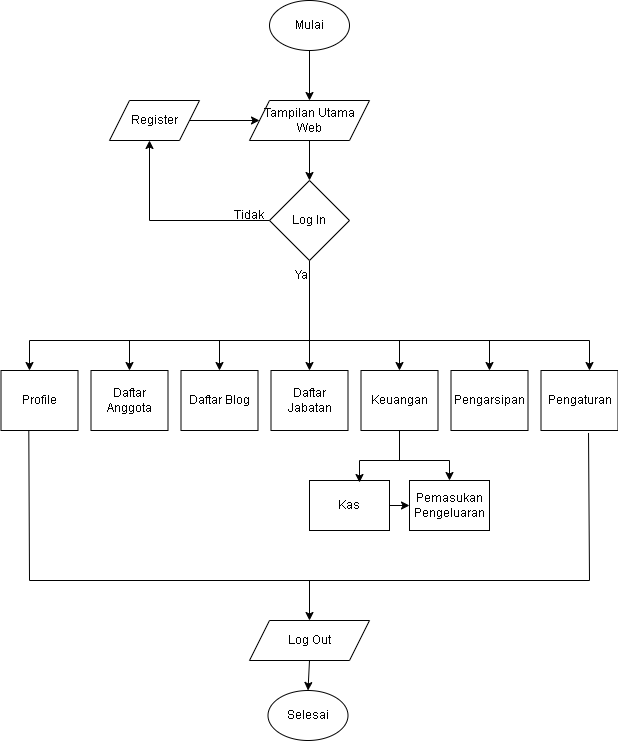 Mulai
Register
Tampilan Utama
Web
Tidak
Log In
Ya
Profile
Daftar
Anggota
Daftar Blog
Daftar
Jabatan
Keuangan
Pengarsipan
Pengaturan
Kas
Pemasukan
Pengeluaran
Log Out
Selesai